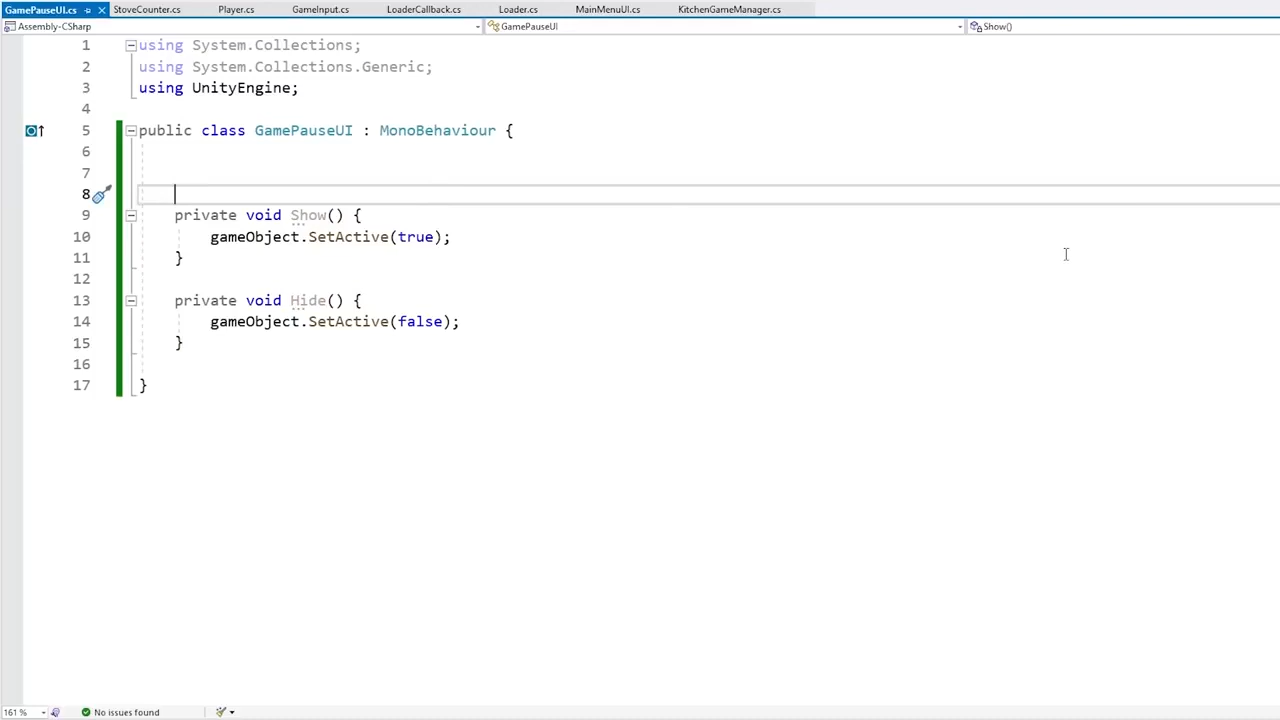 GamePauseUI.cs StoveCounter.cs Player.cs GameInput.cs LoaderCallback.cs Loader.cs MainMenuUI.cs KitchenGameManager.cs
Assembly-CSharp GamePauseUI Show()
1 using System.Collections;
2 using System.Collections.Generic;
3 using UnityEngine;
4
5 public class GamePauseUI : MonoBehaviour {
6
7
8
9 private void Show() {
10 gameObject.SetActive(true);
11 }
12
13 private void Hide() {
14 gameObject.SetActive(false);
15 }
16
17 }
161 % No issues found